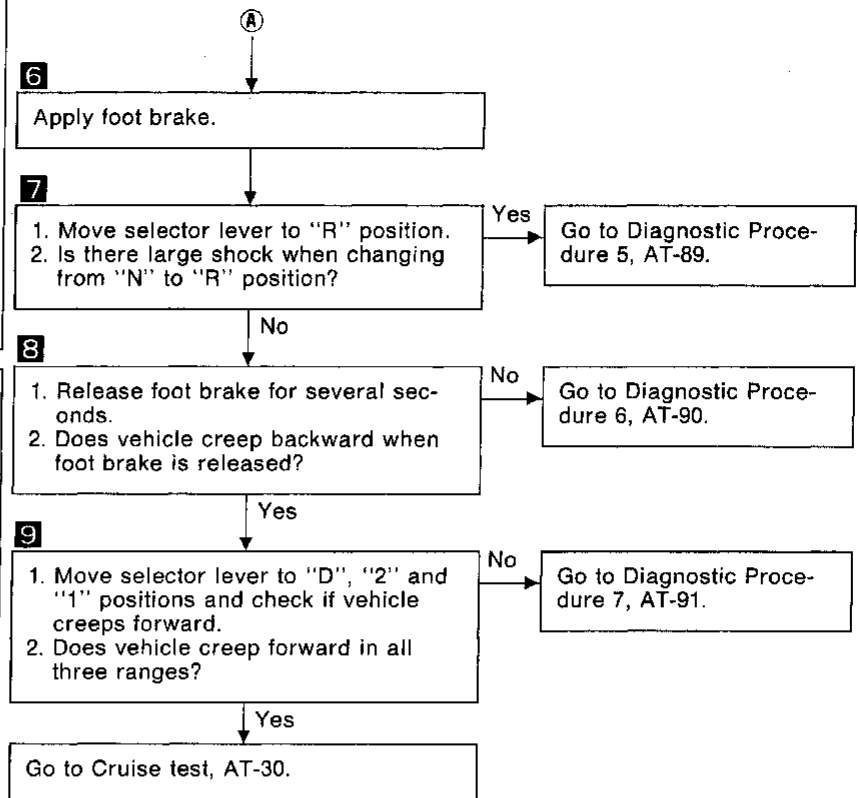 A
6
Apply foot brake.
7
1. Move selector lever to "R" position.
2. Is there large shock when changing
from "N" to "R" position?
Yes
Go to Diagnostic Proce-
dure 5, AT-89.
No
8
1. Release foot brake for several sec-
onds.
2. Does vehicle creep backward when
foot brake is released?
No
Go to Diagnostic Proce-
dure 6, AT-90.
Yes
9
1. Move selector lever to "D", "2" and
"1" positions and check if vehicle
creeps forward.
2. Does vehicle creep forward in all
three ranges?
No
Go to Diagnostic Proce-
dure 7, AT-91.
Yes
Go to Cruise test, AT-30.